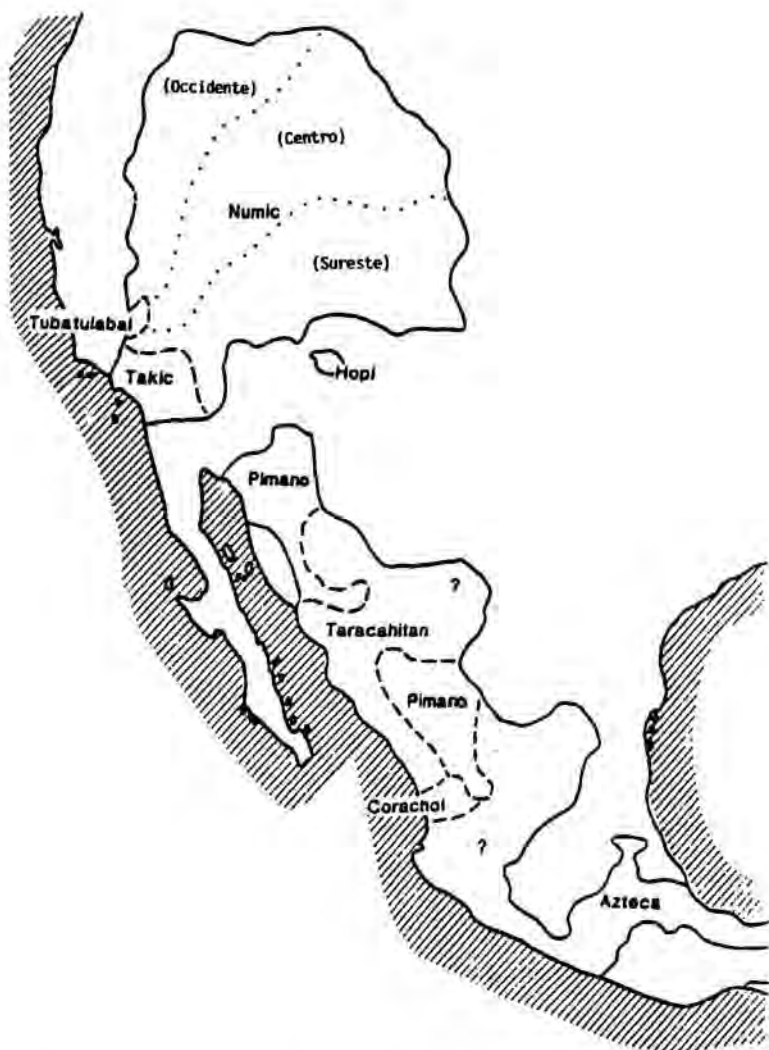 (Occidente)
(Centro)
Numic
(Sureste)
Tubatulabal
Takic
Hopi
Pimano
?
Taracahitan
Pimano
Corachol
?
Azteca